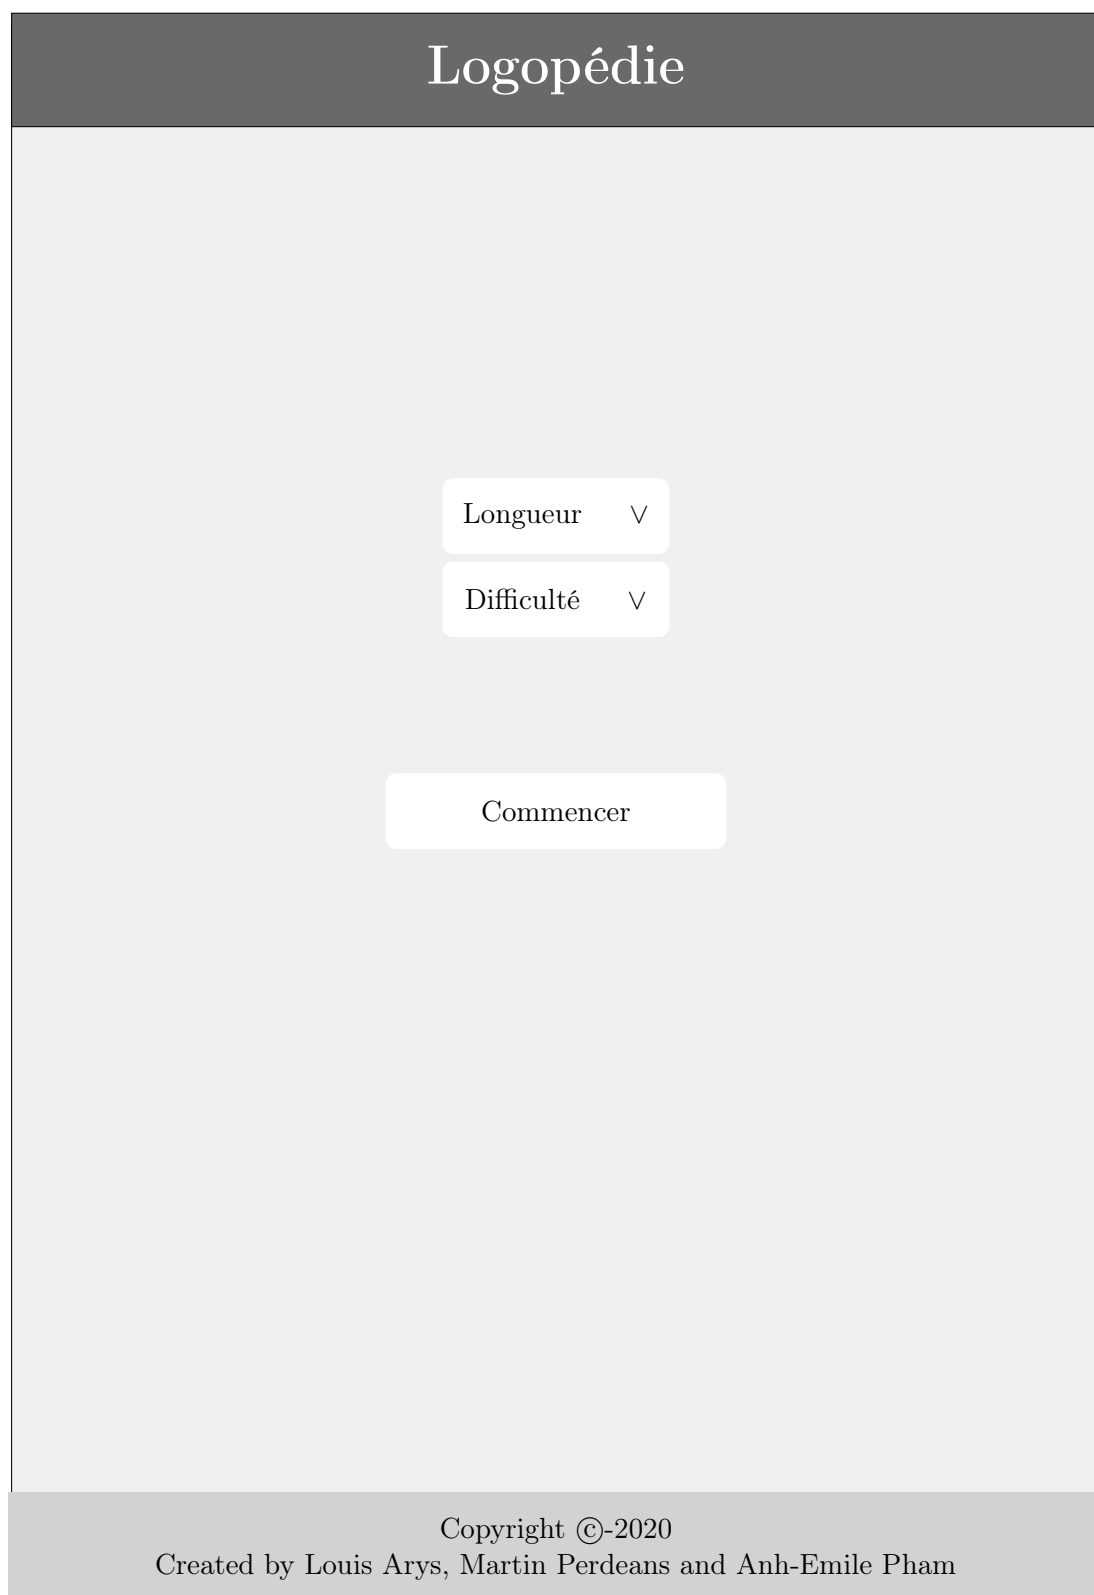 Logopédie
Longueur ∨
Difficulté ∨
Commencer
Copyright ©-2020
Created by Louis Arys, Martin Perdeans and Anh-Emile Pham